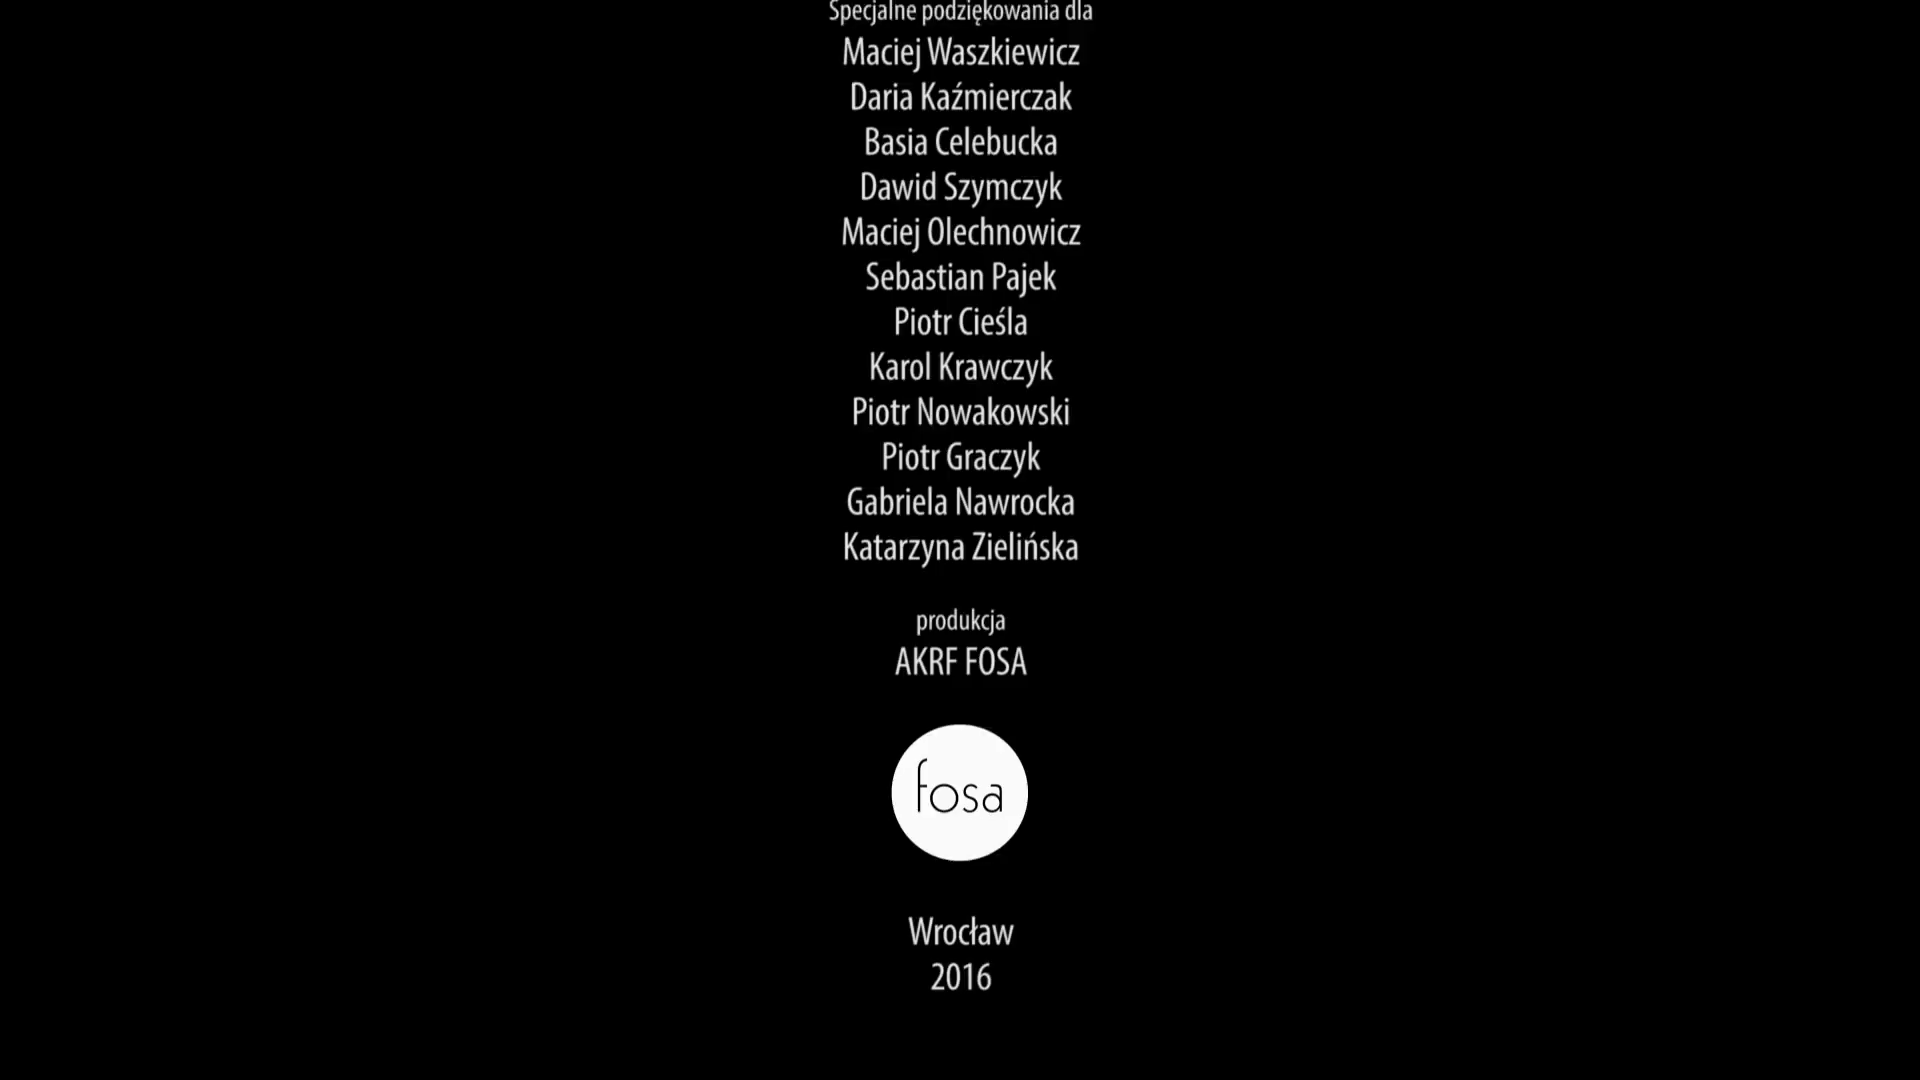 Specjalne podziękowania dla
Maciej Waszkiewicz
Daria Kaźmierczak
Basia Celebucka
Dawid Szymczyk
Maciej Olechnowicz
Sebastian Pajek
Piotr Cieśla
Karol Krawczyk
Piotr Nowakowski
Piotr Graczyk
Gabriela Nawrocka
Katarzyna Zielińska
produkcja
AKRF FOSA
fosa
Wrocław
2016